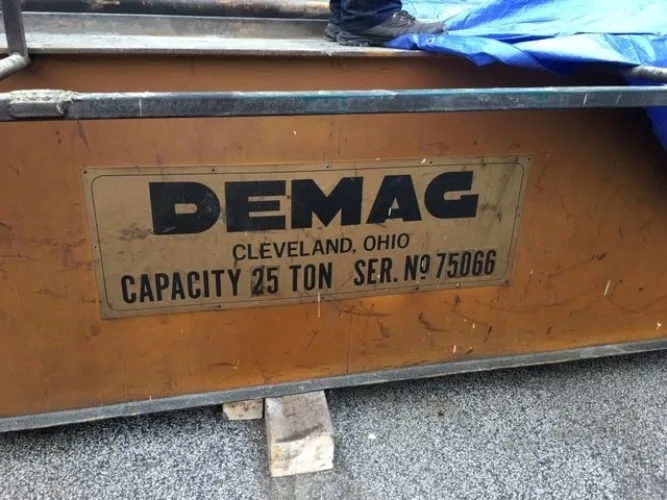 DEMAG
CLEVELAND, OHIO
CAPACITY 25 TON SER. Nº 75066